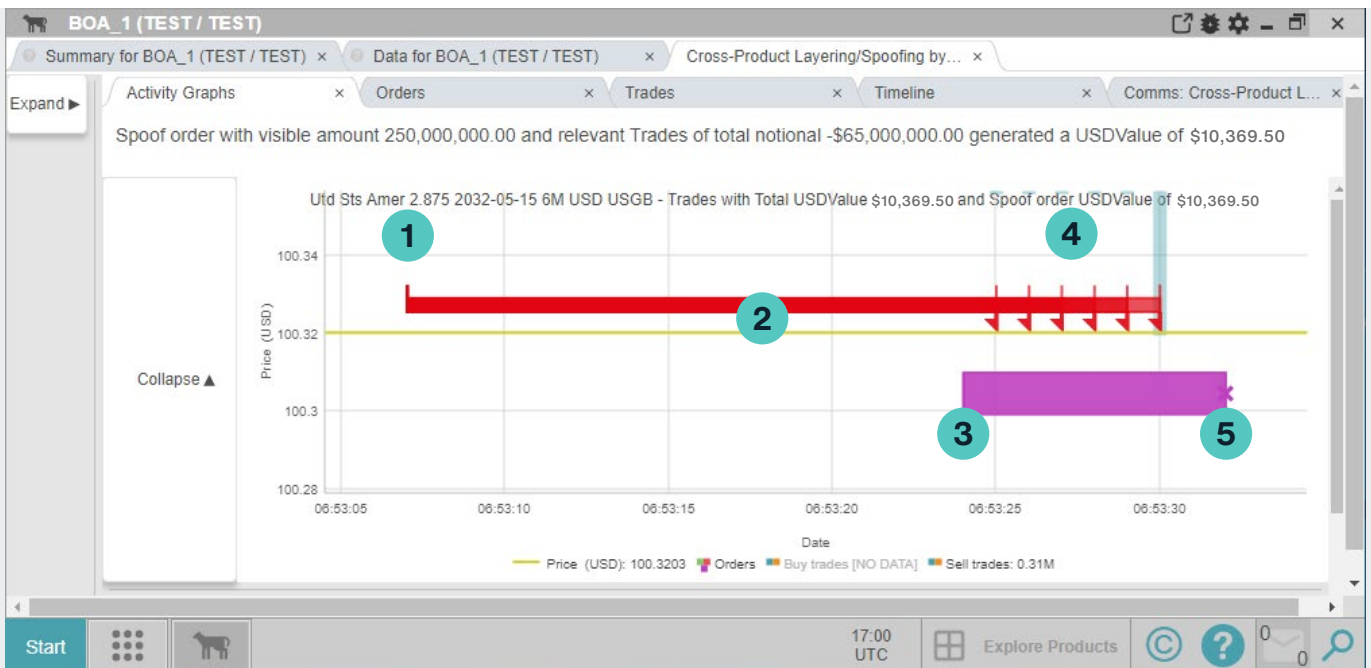 BOA_1 (TEST / TEST)
Summary for BOA_1 (TEST / TEST) ×
Data for BOA_1 (TEST / TEST) ×
Cross-Product Layering/Spoofing by… ×
Expand ▶
Activity Graphs ×
Orders ×
Trades ×
Timeline ×
Comms: Cross-Product L… ×
Spoof order with visible amount 250,000,000.00 and relevant Trades of total notional -$65,000,000.00 generated a USDValue of $10,369.50
Collapse ▲
Utd Sts Amer 2.875 2032-05-15 6M USD USGB - Trades with Total USDValue $10,369.50 and Spoof order USDValue of $10,369.50
1
4
2
3
5
Price (USD)
100.34
100.32
100.3
100.28
06:53:05
06:53:10
06:53:15
06:53:20
06:53:25
06:53:30
Date
Price (USD): 100.3203
Orders
Buy trades [NO DATA]
Sell trades: 0.31M
Start
17:00
UTC
Explore Products
©
?
0
0